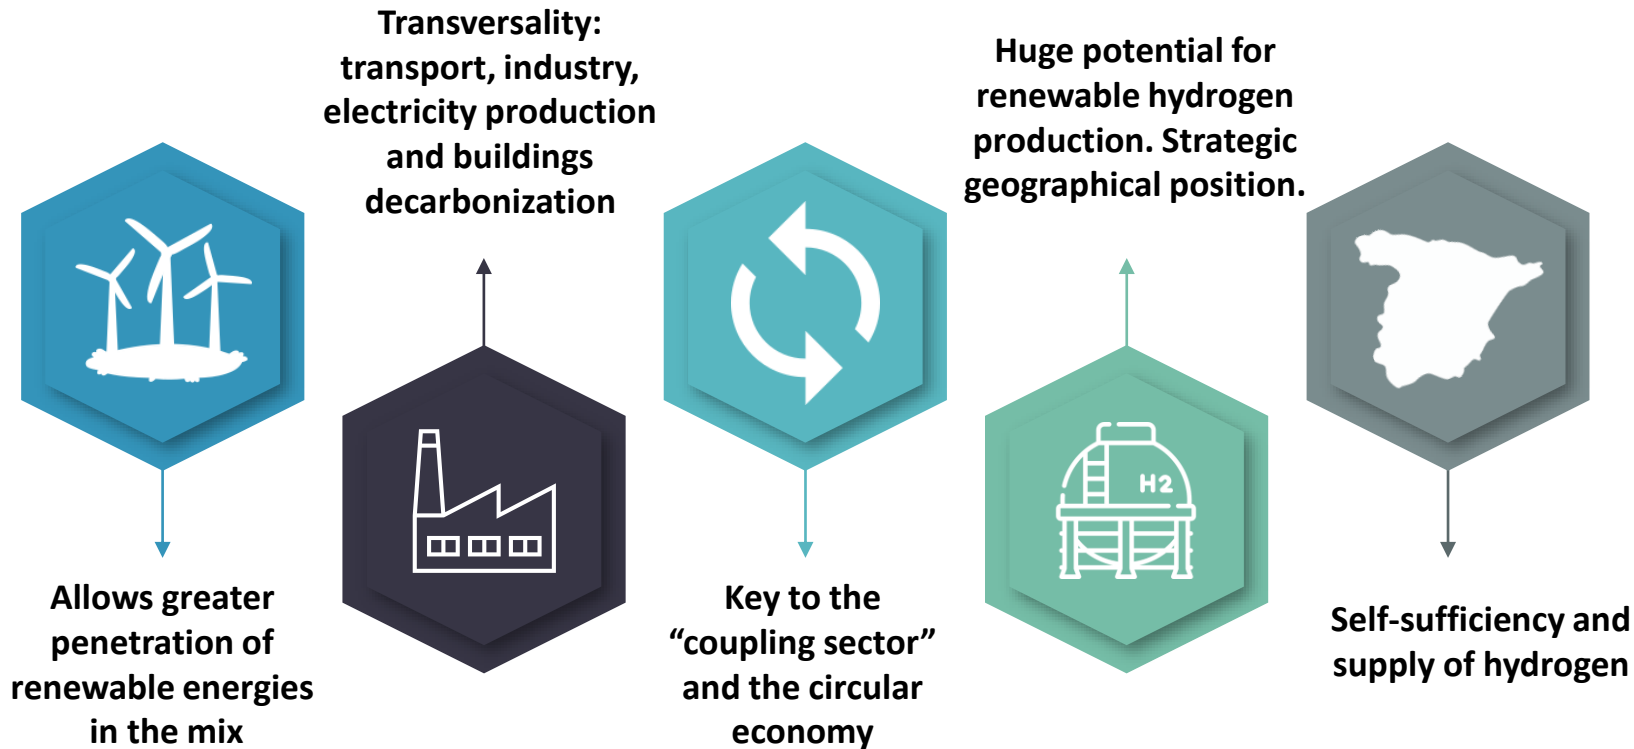 Transversality:
transport, industry,
electricity production
and buildings
decarbonization
Huge potential for
renewable hydrogen
production. Strategic
geographical position.
H2
Allows greater
penetration of
renewable energies
in the mix
Key to the
“coupling sector”
and the circular
economy
Self-sufficiency and
supply of hydrogen